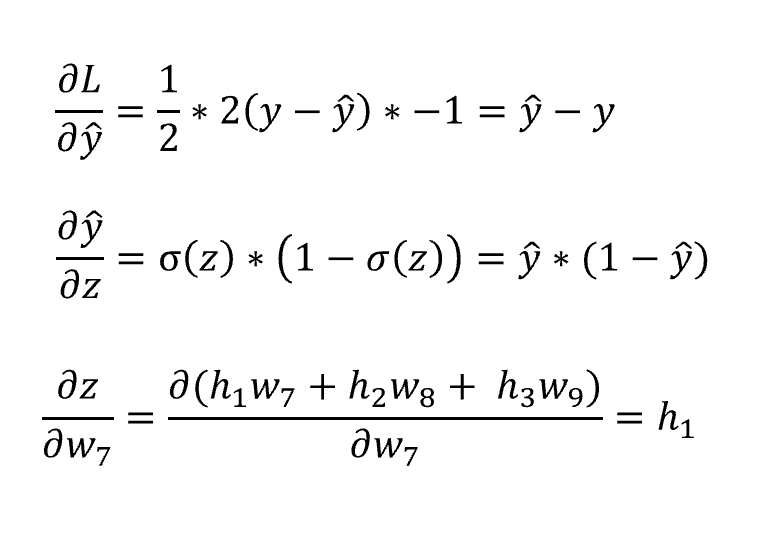 ∂L/∂ŷ = 1/2 * 2(y − ŷ) * −1 = ŷ − y
∂ŷ/∂z = σ(z) * (1 − σ(z)) = ŷ * (1 − ŷ)
∂z/∂w₇ = ∂(h₁w₇ + h₂w₈ + h₃w₉)/∂w₇ = h₁